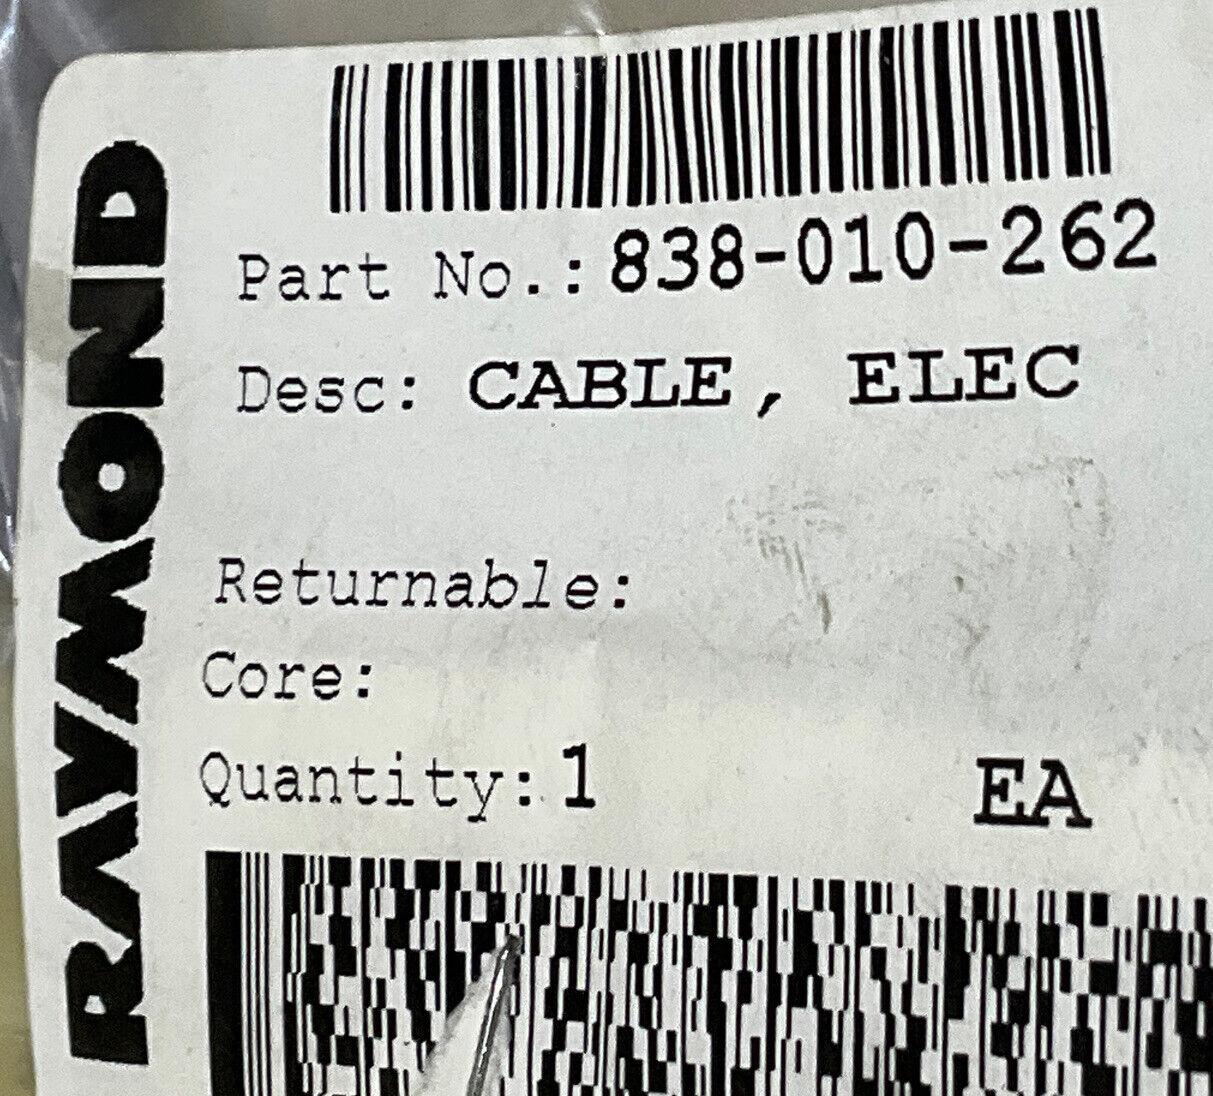 RAYMOND
Part No.: 838-010-262
Desc: CABLE, ELEC
Returnable:
Core:
Quantity: 1 EA